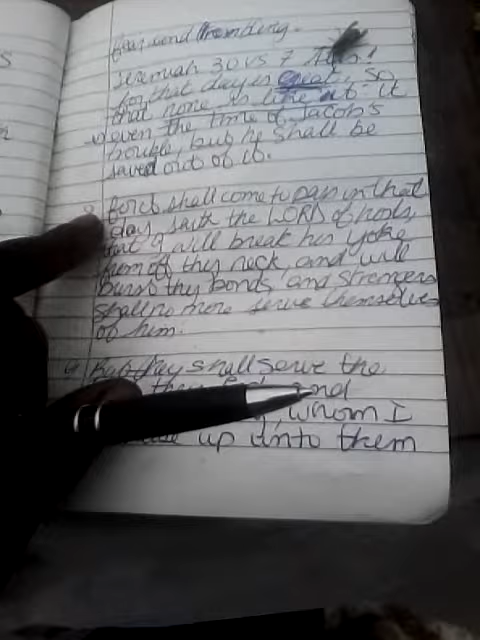 fear and trembling.
Jeremiah 30 vs 7 Alas!
for that day is great, so
that none is like it: it
even the time of Jacob's
trouble, but he shall be
saved out of it.
8 for it shall come to pass in that
day, saith the LORD of hosts,
that I will break his yoke
from off thy neck, and will
burst thy bonds, and strangers
shall no more serve themselves
of him:
9 But they shall serve the
and
, whom I
up unto them